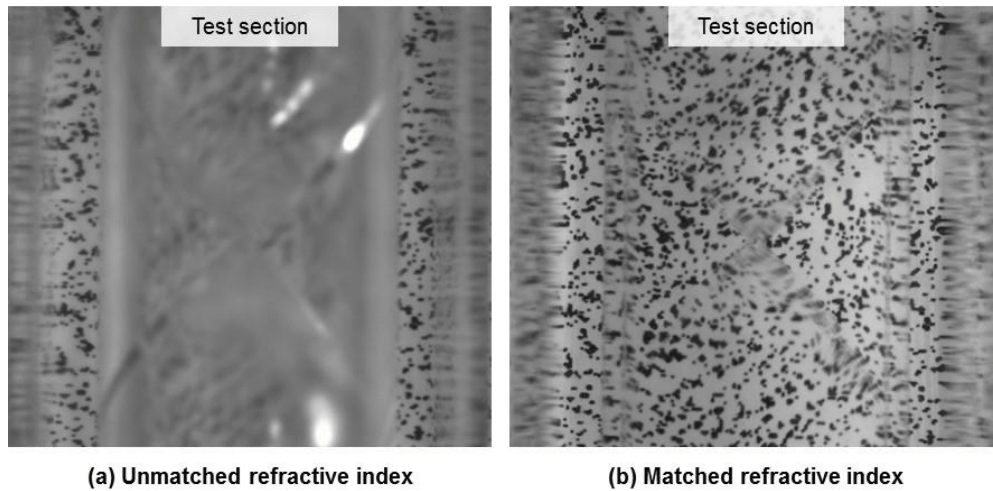 Test section
Test section
(a) Unmatched refractive index
(b) Matched refractive index